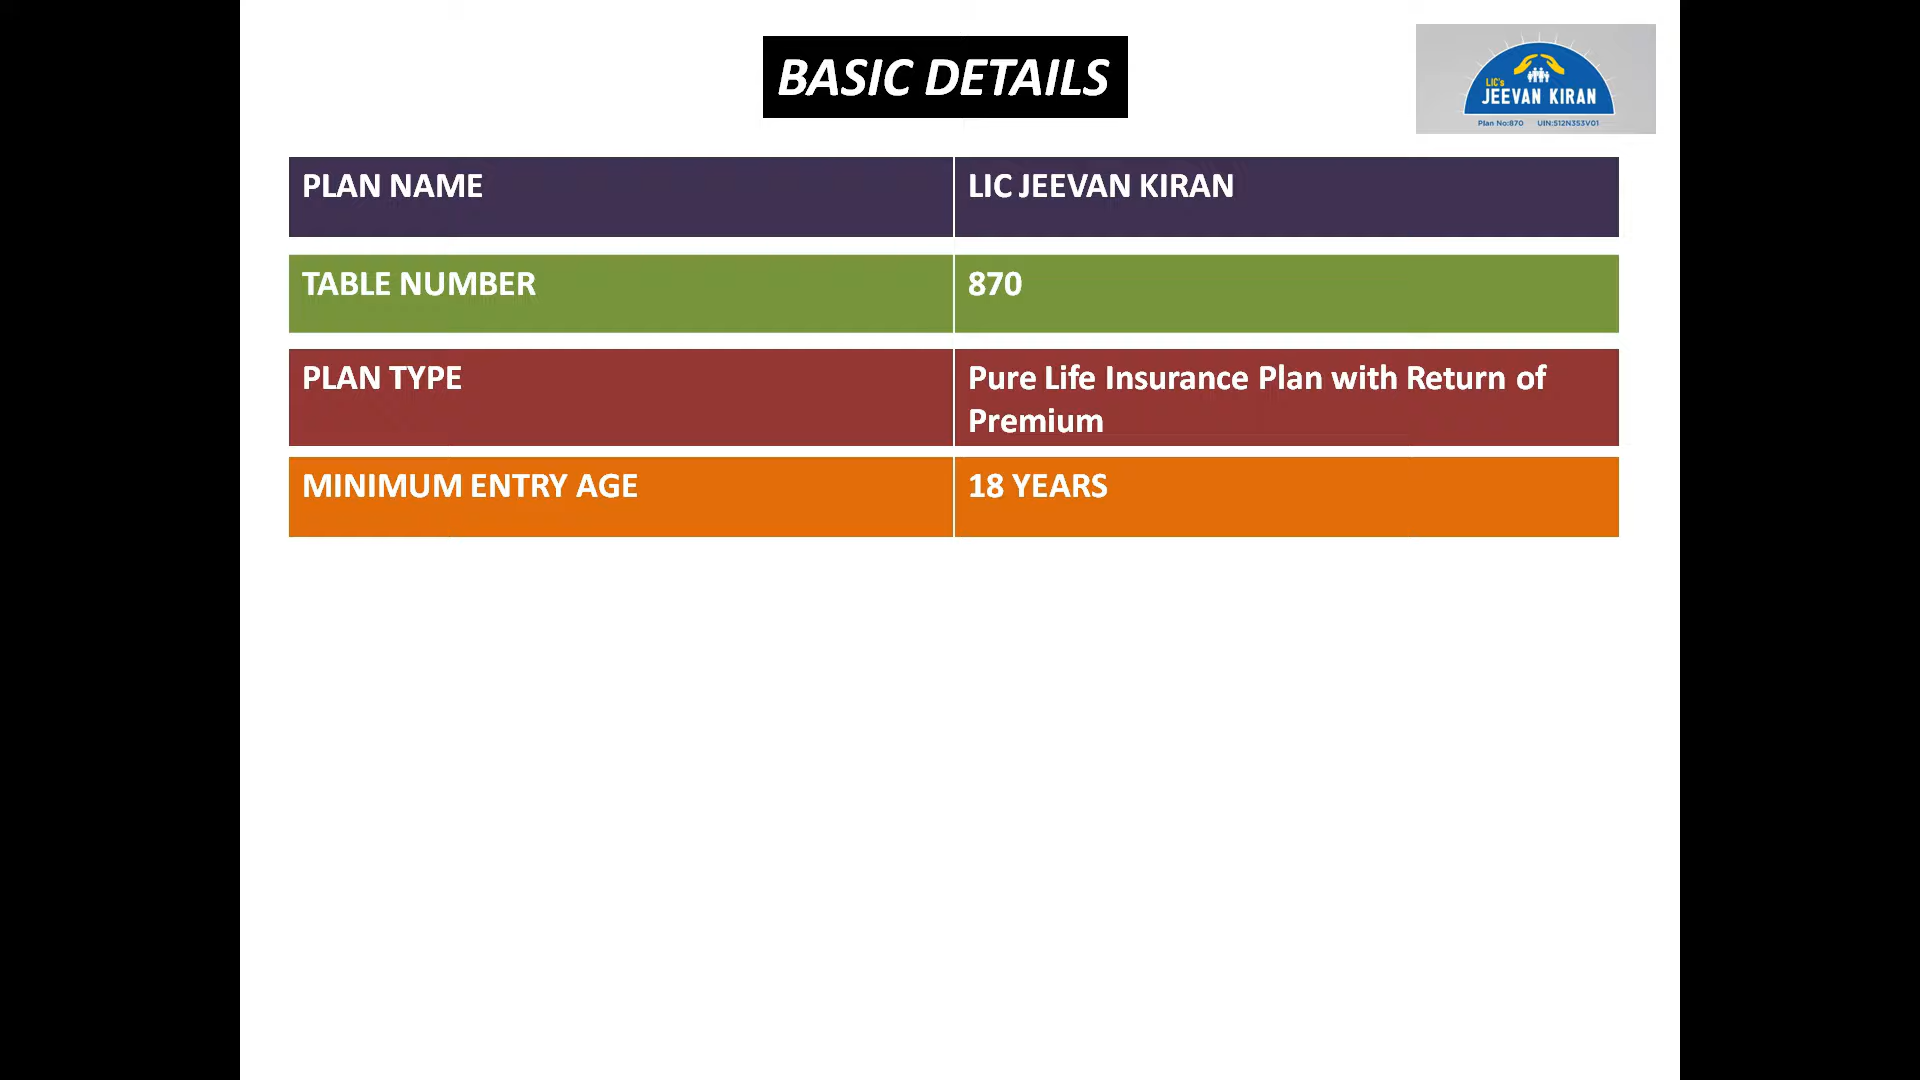 BASIC DETAILS
LIC's
JEEVAN KIRAN
Plan No:870 UIN:512N353V01
PLAN NAME LIC JEEVAN KIRAN
TABLE NUMBER 870
PLAN TYPE Pure Life Insurance Plan with Return of
Premium
MINIMUM ENTRY AGE 18 YEARS